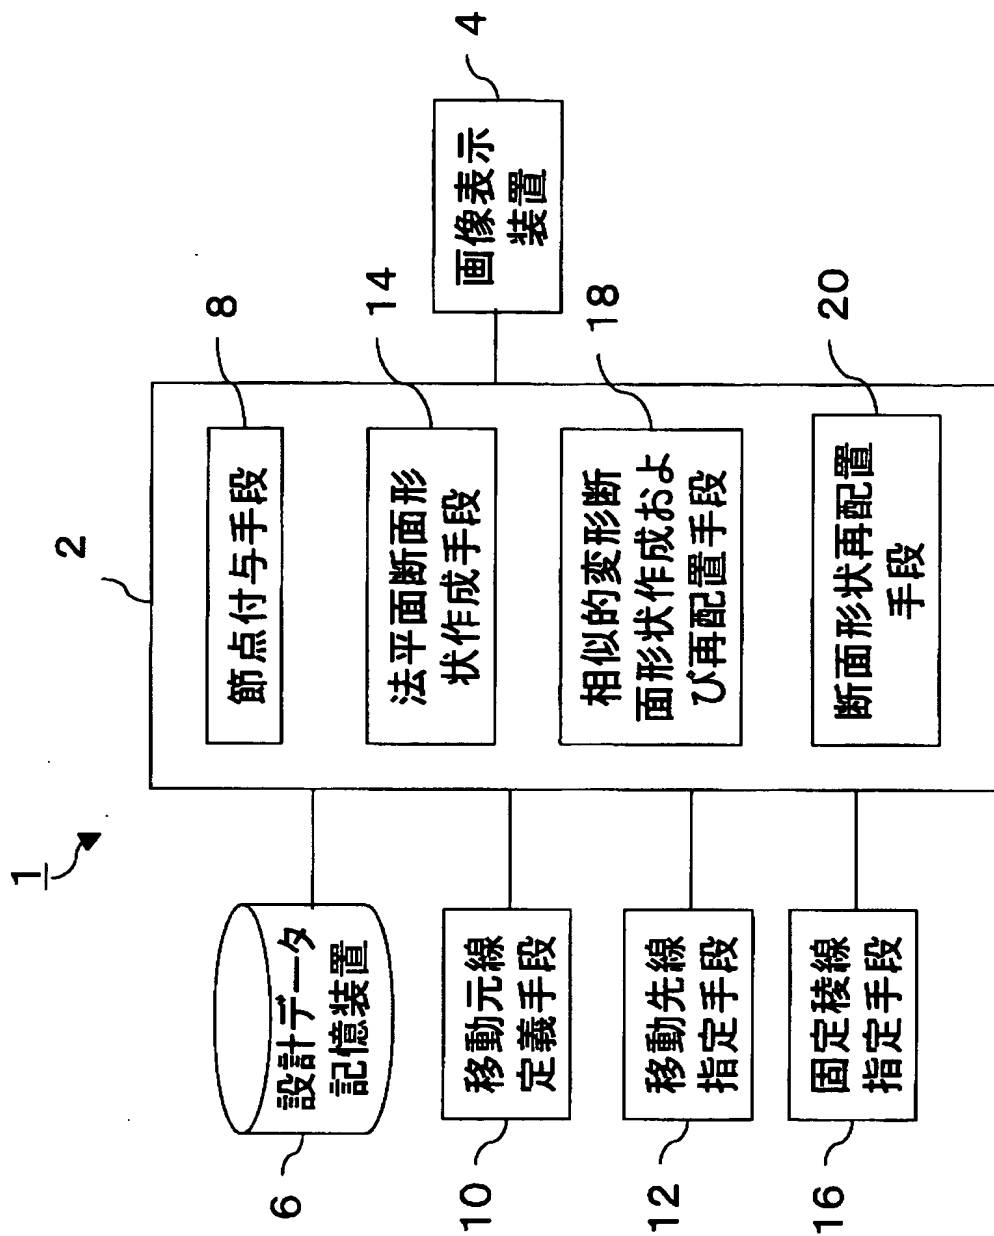 1
2
設計データ
記憶装置
6
移動元線
定義手段
10
移動先線
指定手段
12
固定稜線
指定手段
16
節点付与手段
8
法平面断面形
状作成手段
14
相似的変形断
面形状作成およ
び再配置手段
18
断面形状再配置
手段
20
画像表示
装置
4